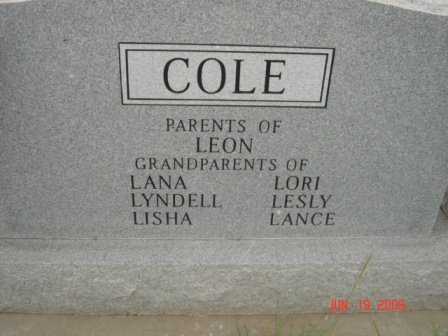 COLE
PARENTS OF
LEON
GRANDPARENTS OF
LANA LORI
LYNDELL LESLY
LISHA LANCE
JUN 19 2009